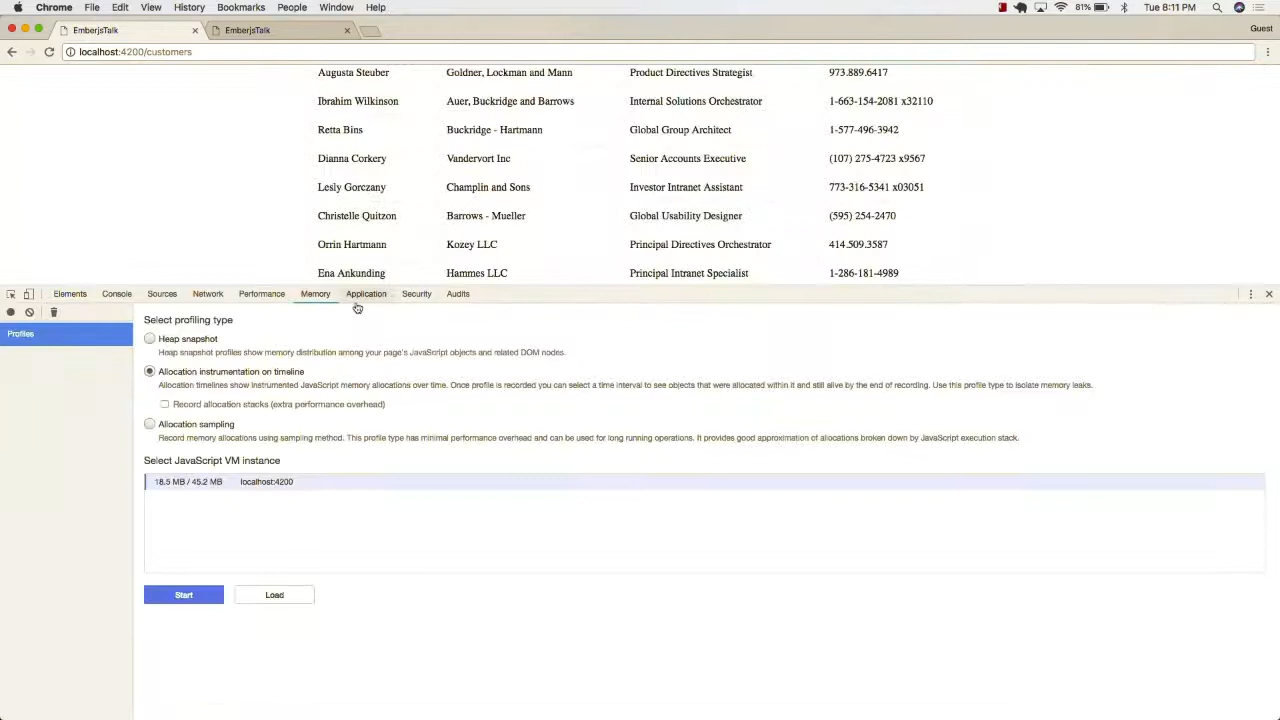 Chrome File Edit View History Bookmarks People Window Help 81% Tue 8:11 PM
EmberjsTalk EmberjsTalk Guest
localhost:4200/customers
Augusta Steuber Goldner, Lockman and Mann Product Directives Strategist 973.889.6417
Ibrahim Wilkinson Auer, Buckridge and Barrows Internal Solutions Orchestrator 1-663-154-2081 x32110
Retta Bins Buckridge - Hartmann Global Group Architect 1-577-496-3942
Dianna Corkery Vandervort Inc Senior Accounts Executive (107) 275-4723 x9567
Lesly Gorczany Champlin and Sons Investor Intranet Assistant 773-316-5341 x03051
Christelle Quitzon Barrows - Mueller Global Usability Designer (595) 254-2470
Orrin Hartmann Kozey LLC Principal Directives Orchestrator 414.509.3587
Ena Ankunding Hammes LLC Principal Intranet Specialist 1-286-181-4989
Elements Console Sources Network Performance Memory Application Security Audits
Profiles
Select profiling type
Heap snapshot
Heap snapshot profiles show memory distribution among your page's JavaScript objects and related DOM nodes.
Allocation instrumentation on timeline
Allocation timelines show instrumented JavaScript memory allocations over time. Once profile is recorded you can select a time interval to see objects that were allocated within it and still alive by the end of recording. Use this profile type to isolate memory leaks.
Record allocation stacks (extra performance overhead)
Allocation sampling
Record memory allocations using sampling method. This profile type has minimal performance overhead and can be used for long running operations. It provides good approximation of allocations broken down by JavaScript execution stack.
Select JavaScript VM instance
18.5 MB / 45.2 MB localhost:4200
Start Load